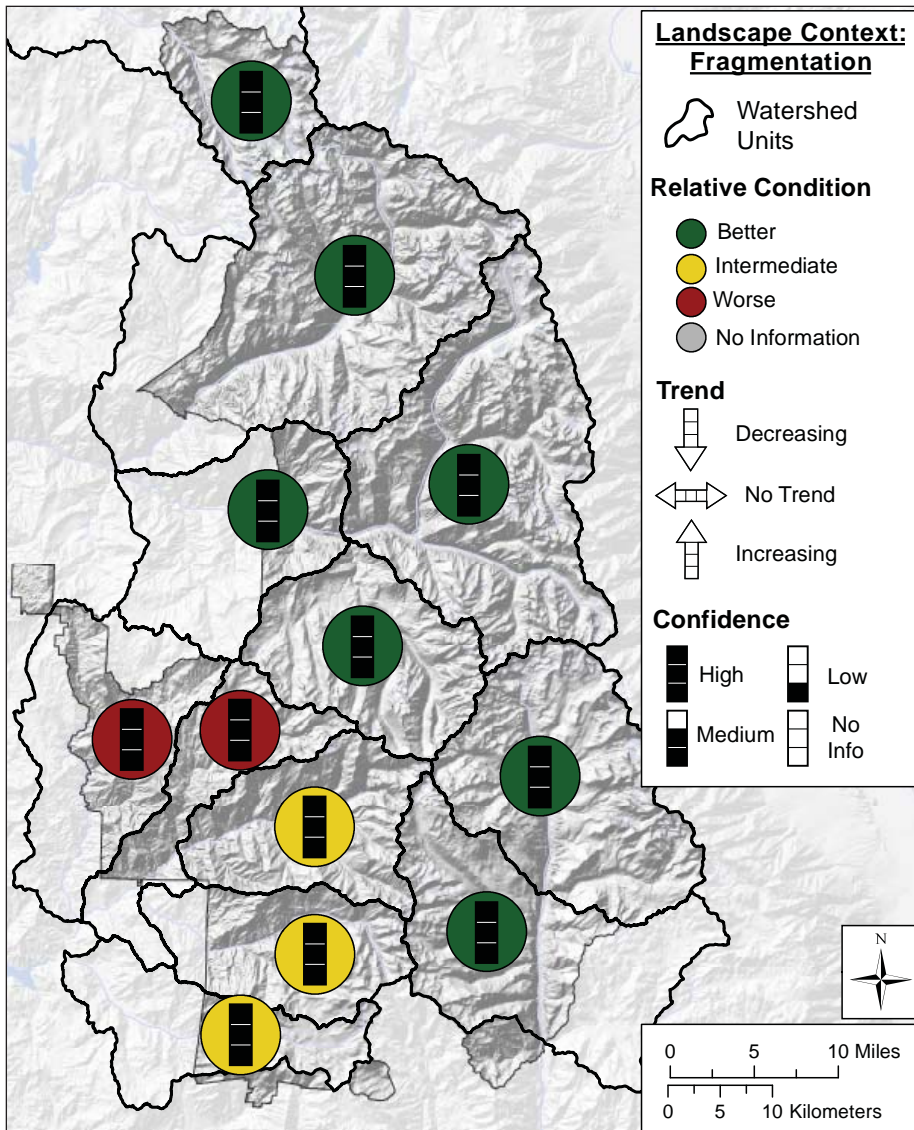 Landscape Context:
Fragmentation
Watershed
Units
Relative Condition
Better
Intermediate
Worse
No Information
Trend
Decreasing
No Trend
Increasing
Confidence
High
Low
Medium
No
Info
N
0 5 10 Miles
0 5 10 Kilometers